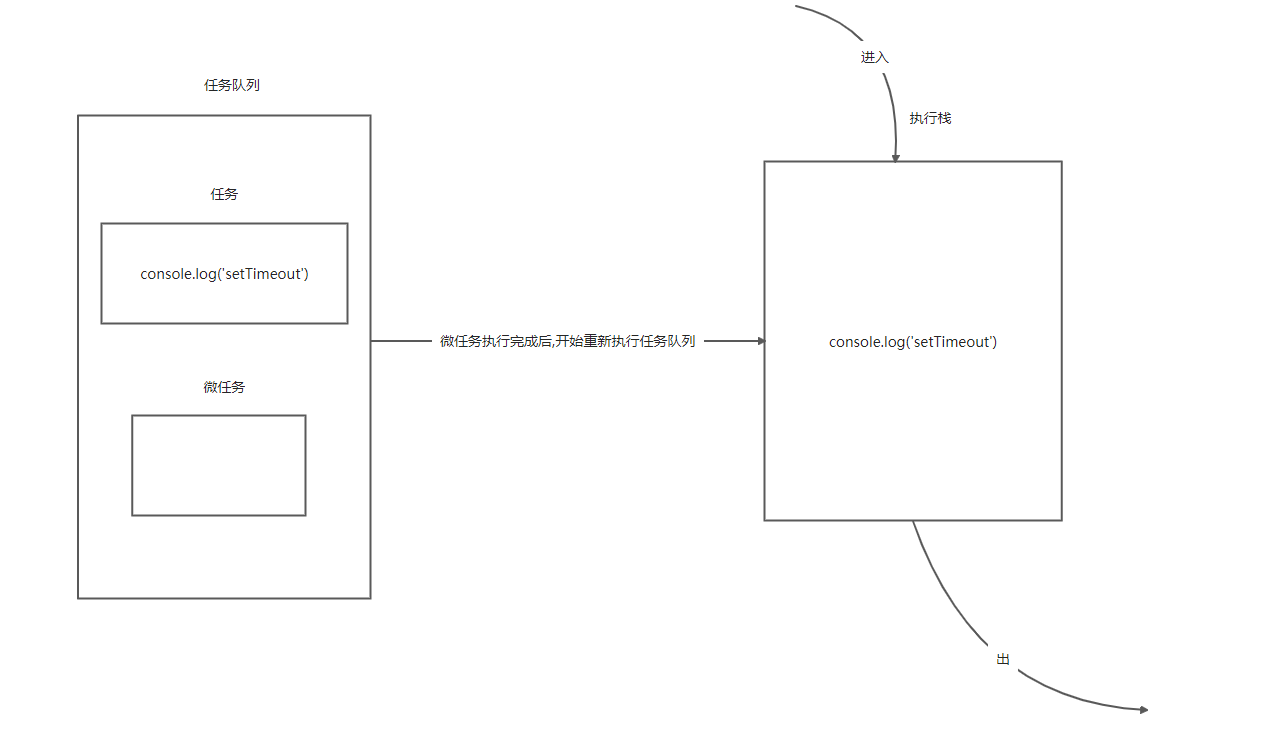 任务队列
任务
console.log('setTimeout')
微任务
微任务执行完成后,开始重新执行任务队列
进入
执行栈
console.log('setTimeout')
出